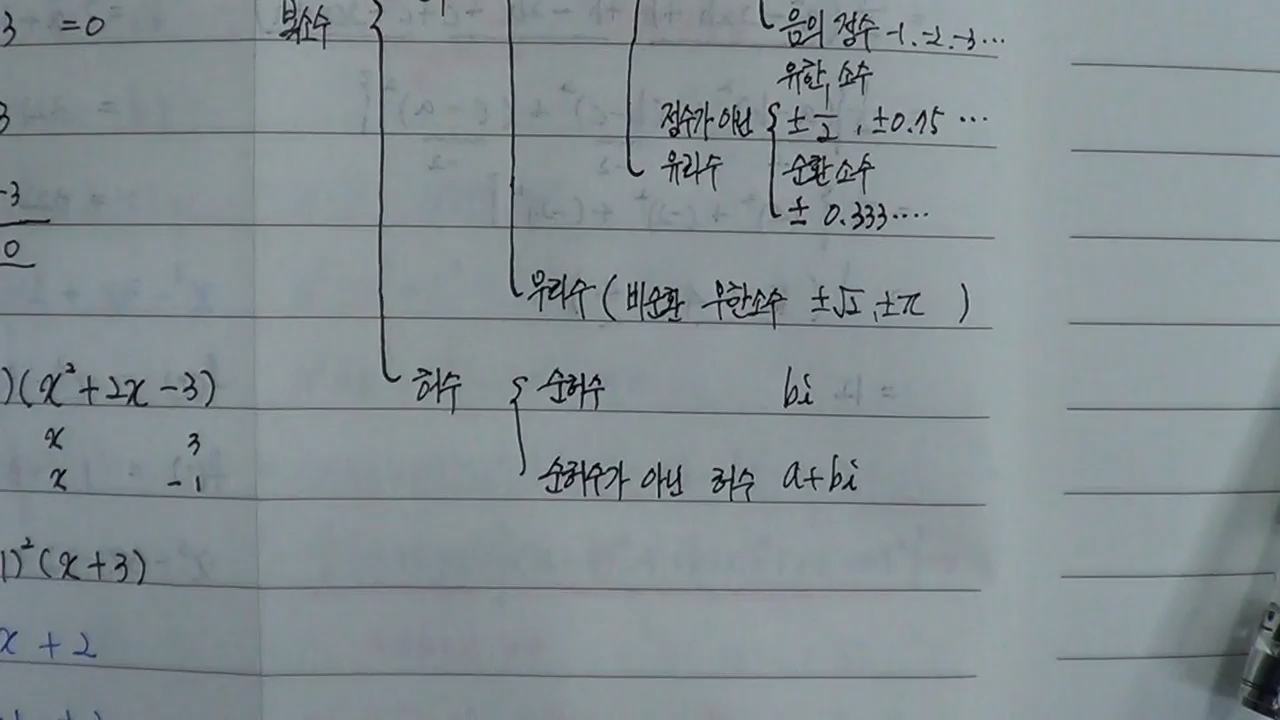 3 =0
복소수
음의 정수 -1, -2, -3 ...
유한 소수
3
정수가 아닌 ± 1/2 , ±0.15 ...
유리수 순환소수
± 0.333....
-3
0
무리수 ( 비순환 무한소수 ±√2, ±π )
)(x²+2x-3)
허수 순허수 bi
x 3
x -1
순허수가 아닌 허수 a+bi
1)²(x+3)
x + 2